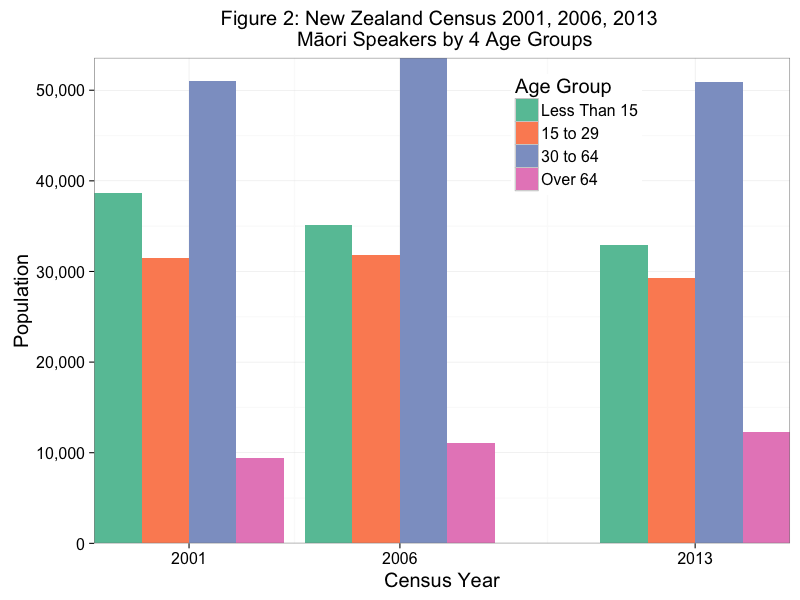 Figure 2: New Zealand Census 2001, 2006, 2013
Māori Speakers by 4 Age Groups
Age Group
Less Than 15
15 to 29
30 to 64
Over 64
Population
50,000
40,000
30,000
20,000
10,000
0
2001
2006
2013
Census Year